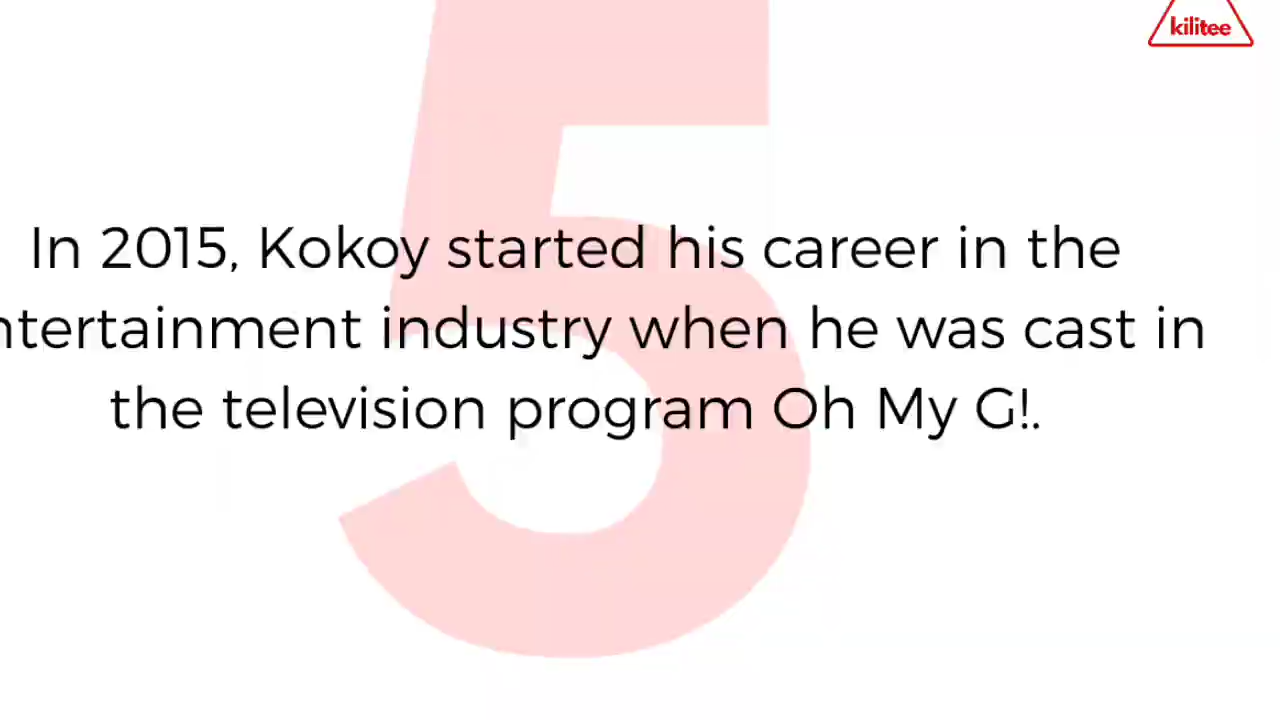 kilitee
5
In 2015, Kokoy started his career in the
ntertainment industry when he was cast in
the television program Oh My G!.